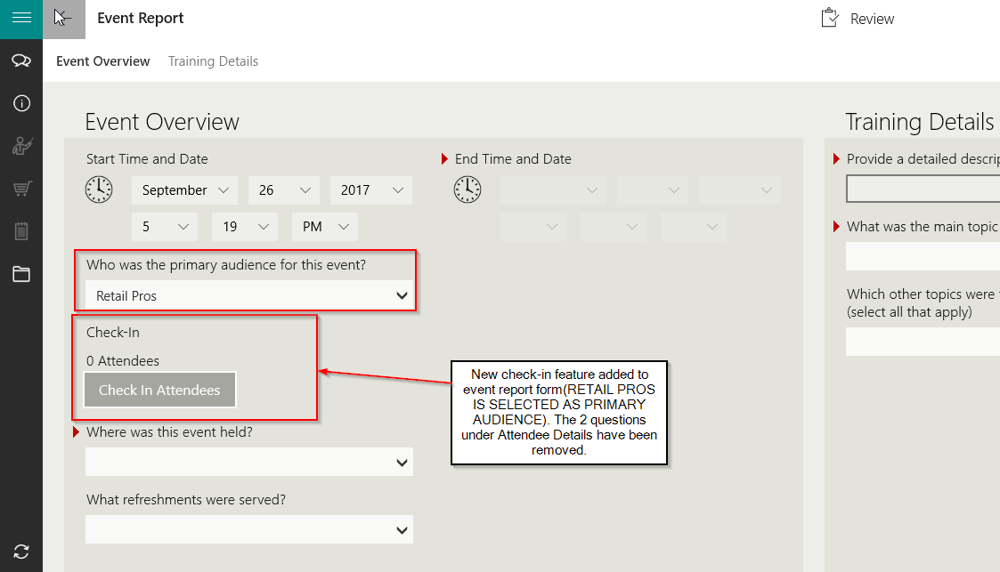 Event Report
Review
Event Overview Training Details
Event Overview
Start Time and Date
September 26 2017
5 19 PM
Who was the primary audience for this event?
Retail Pros
Check-In
0 Attendees
Check In Attendees
Where was this event held?
What refreshments were served?
End Time and Date
New check-in feature added to
event report form(RETAIL PROS
IS SELECTED AS PRIMARY
AUDIENCE). The 2 questions
under Attendee Details have been
removed.
Training Details
Provide a detailed
What was the main topic
Which other topics were
(select all that apply)